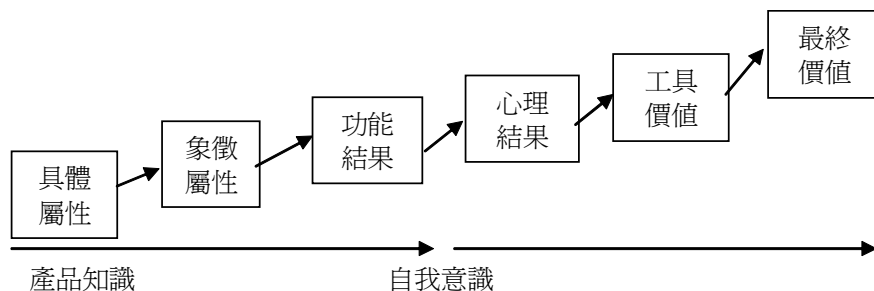 具體
屬性
象徵
屬性
功能
結果
心理
結果
工具
價值
最終
價值
產品知識
自我意識